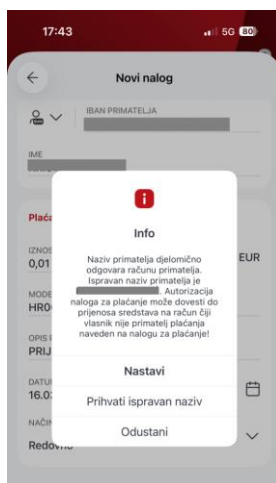 17:43
5G 80
Novi nalog
IBAN PRIMATELJA
IME
Plaća
Info
IZNOS
0,01
EUR
Naziv primatelja djelomično
odgovara računu primatelja.
Ispravan naziv primatelja je
. Autorizacija
naloga za plaćanje može dovesti do
prijenosa sredstava na račun čiji
vlasnik nije primatelj plaćanja
naveden na nalogu za plaćanje!
MODE
HR0
OPIS
PRIJ
Nastavi
DATU
16.0
Prihvati ispravan naziv
NAČIN
Redovno
Odustani